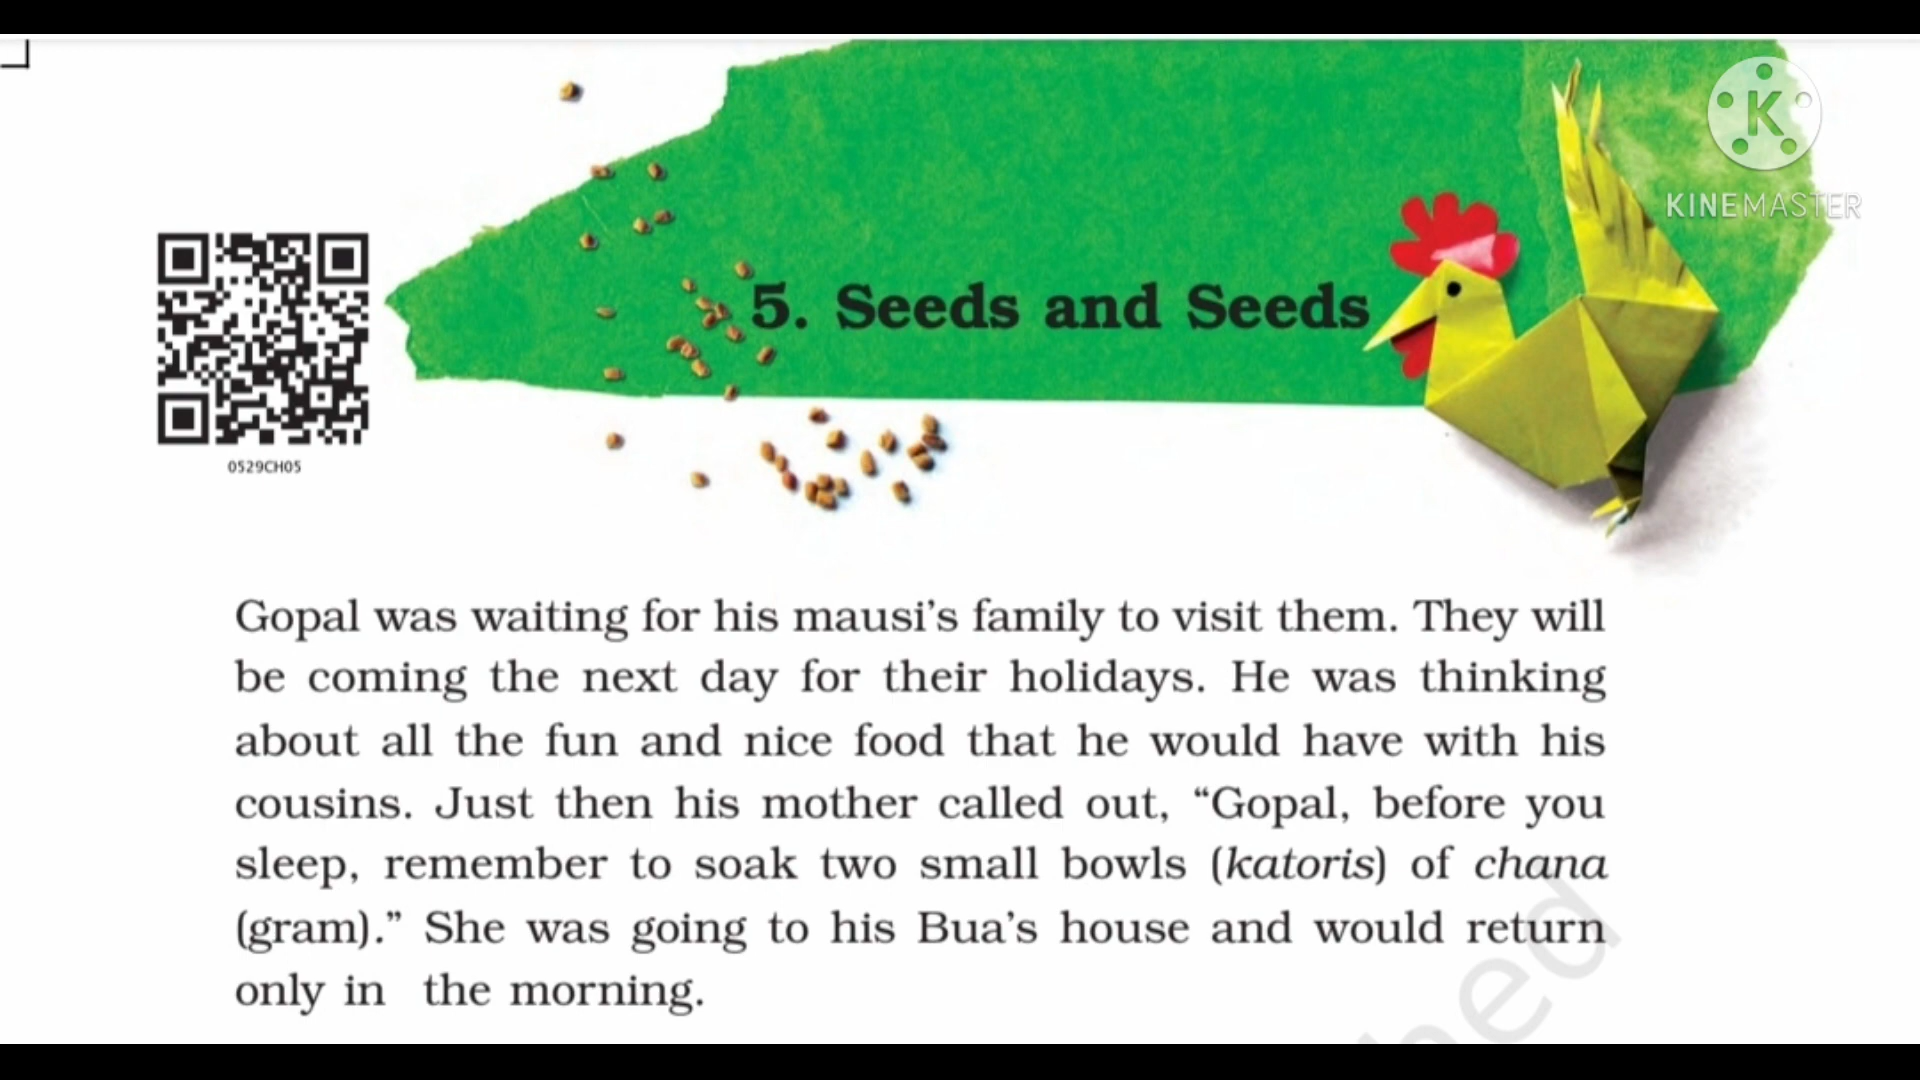 K
KINEMASTER
5. Seeds and Seeds
0529CH05
Gopal was waiting for his mausi's family to visit them. They will
be coming the next day for their holidays. He was thinking
about all the fun and nice food that he would have with his
cousins. Just then his mother called out, “Gopal, before you
sleep, remember to soak two small bowls (katoris) of chana
(gram).” She was going to his Bua's house and would return
only in the morning.